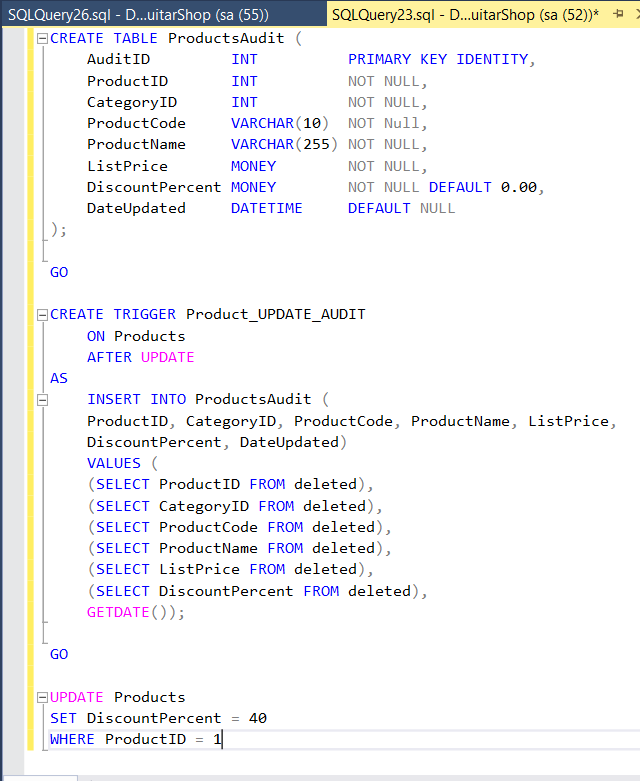 SQLQuery26.sql - D...uitarShop (sa (55))    SQLQuery23.sql - D...uitarShop (sa (52))*
CREATE TABLE ProductsAudit (
    AuditID         INT          PRIMARY KEY IDENTITY,
    ProductID       INT          NOT NULL,
    CategoryID      INT          NOT NULL,
    ProductCode     VARCHAR(10)  NOT Null,
    ProductName     VARCHAR(255) NOT NULL,
    ListPrice       MONEY        NOT NULL,
    DiscountPercent MONEY        NOT NULL DEFAULT 0.00,
    DateUpdated     DATETIME     DEFAULT NULL
);
GO
CREATE TRIGGER Product_UPDATE_AUDIT
    ON Products
    AFTER UPDATE
AS
    INSERT INTO ProductsAudit (
    ProductID, CategoryID, ProductCode, ProductName, ListPrice,
    DiscountPercent, DateUpdated)
    VALUES (
    (SELECT ProductID FROM deleted),
    (SELECT CategoryID FROM deleted),
    (SELECT ProductCode FROM deleted),
    (SELECT ProductName FROM deleted),
    (SELECT ListPrice FROM deleted),
    (SELECT DiscountPercent FROM deleted),
    GETDATE());
GO
UPDATE Products
SET DiscountPercent = 40
WHERE ProductID = 1